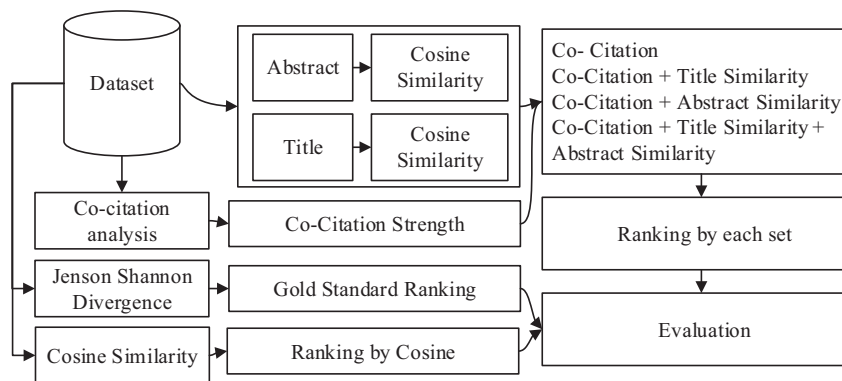 Dataset
Abstract
Cosine
Similarity
Title
Cosine
Similarity
Co- Citation
Co-Citation + Title Similarity
Co-Citation + Abstract Similarity
Co-Citation + Title Similarity +
Abstract Similarity
Co-citation
analysis
Co-Citation Strength
Ranking by each set
Jenson Shannon
Divergence
Gold Standard Ranking
Evaluation
Cosine Similarity
Ranking by Cosine